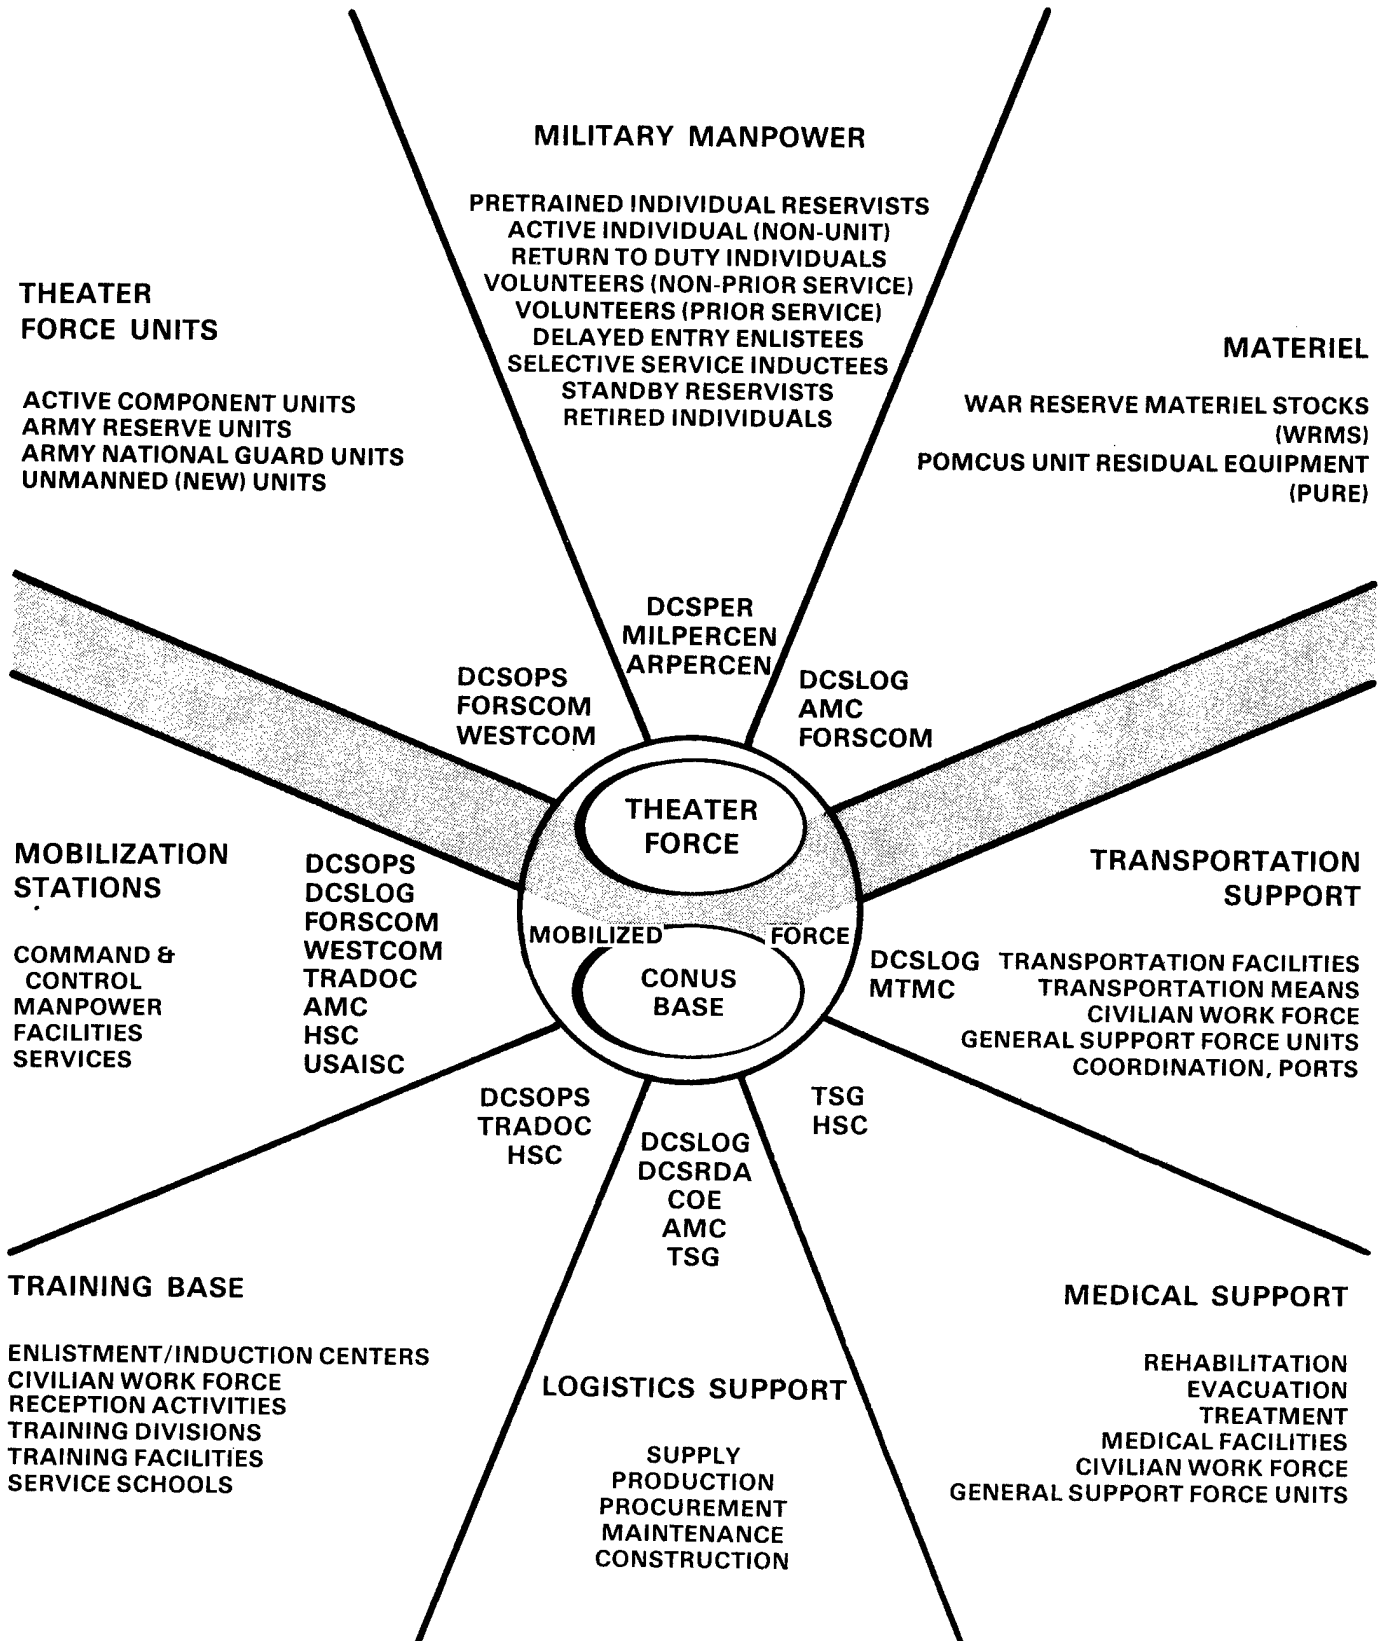 MILITARY MANPOWER
PRETRAINED INDIVIDUAL RESERVISTS
ACTIVE INDIVIDUAL (NON-UNIT)
RETURN TO DUTY INDIVIDUALS
VOLUNTEERS (NON-PRIOR SERVICE)
VOLUNTEERS (PRIOR SERVICE)
DELAYED ENTRY ENLISTEES
SELECTIVE SERVICE INDUCTEES
STANDBY RESERVISTS
RETIRED INDIVIDUALS
DCSPER
MILPERCEN
ARPERCEN
THEATER
FORCE UNITS
ACTIVE COMPONENT UNITS
ARMY RESERVE UNITS
ARMY NATIONAL GUARD UNITS
UNMANNED (NEW) UNITS
DCSOPS
FORSCOM
WESTCOM
MATERIEL
WAR RESERVE MATERIEL STOCKS
(WRMS)
POMCUS UNIT RESIDUAL EQUIPMENT
(PURE)
DCSLOG
AMC
FORSCOM
THEATER
FORCE
MOBILIZED FORCE
CONUS
BASE
MOBILIZATION
STATIONS
COMMAND &
CONTROL
MANPOWER
FACILITIES
SERVICES
DCSOPS
DCSLOG
FORSCOM
WESTCOM
TRADOC
AMC
HSC
USAISC
TRANSPORTATION
SUPPORT
DCSLOG
MTMC
TRANSPORTATION FACILITIES
TRANSPORTATION MEANS
CIVILIAN WORK FORCE
GENERAL SUPPORT FORCE UNITS
COORDINATION, PORTS
DCSOPS
TRADOC
HSC
TRAINING BASE
ENLISTMENT/INDUCTION CENTERS
CIVILIAN WORK FORCE
RECEPTION ACTIVITIES
TRAINING DIVISIONS
TRAINING FACILITIES
SERVICE SCHOOLS
DCSLOG
DCSRDA
COE
AMC
TSG
LOGISTICS SUPPORT
SUPPLY
PRODUCTION
PROCUREMENT
MAINTENANCE
CONSTRUCTION
TSG
HSC
MEDICAL SUPPORT
REHABILITATION
EVACUATION
TREATMENT
MEDICAL FACILITIES
CIVILIAN WORK FORCE
GENERAL SUPPORT FORCE UNITS